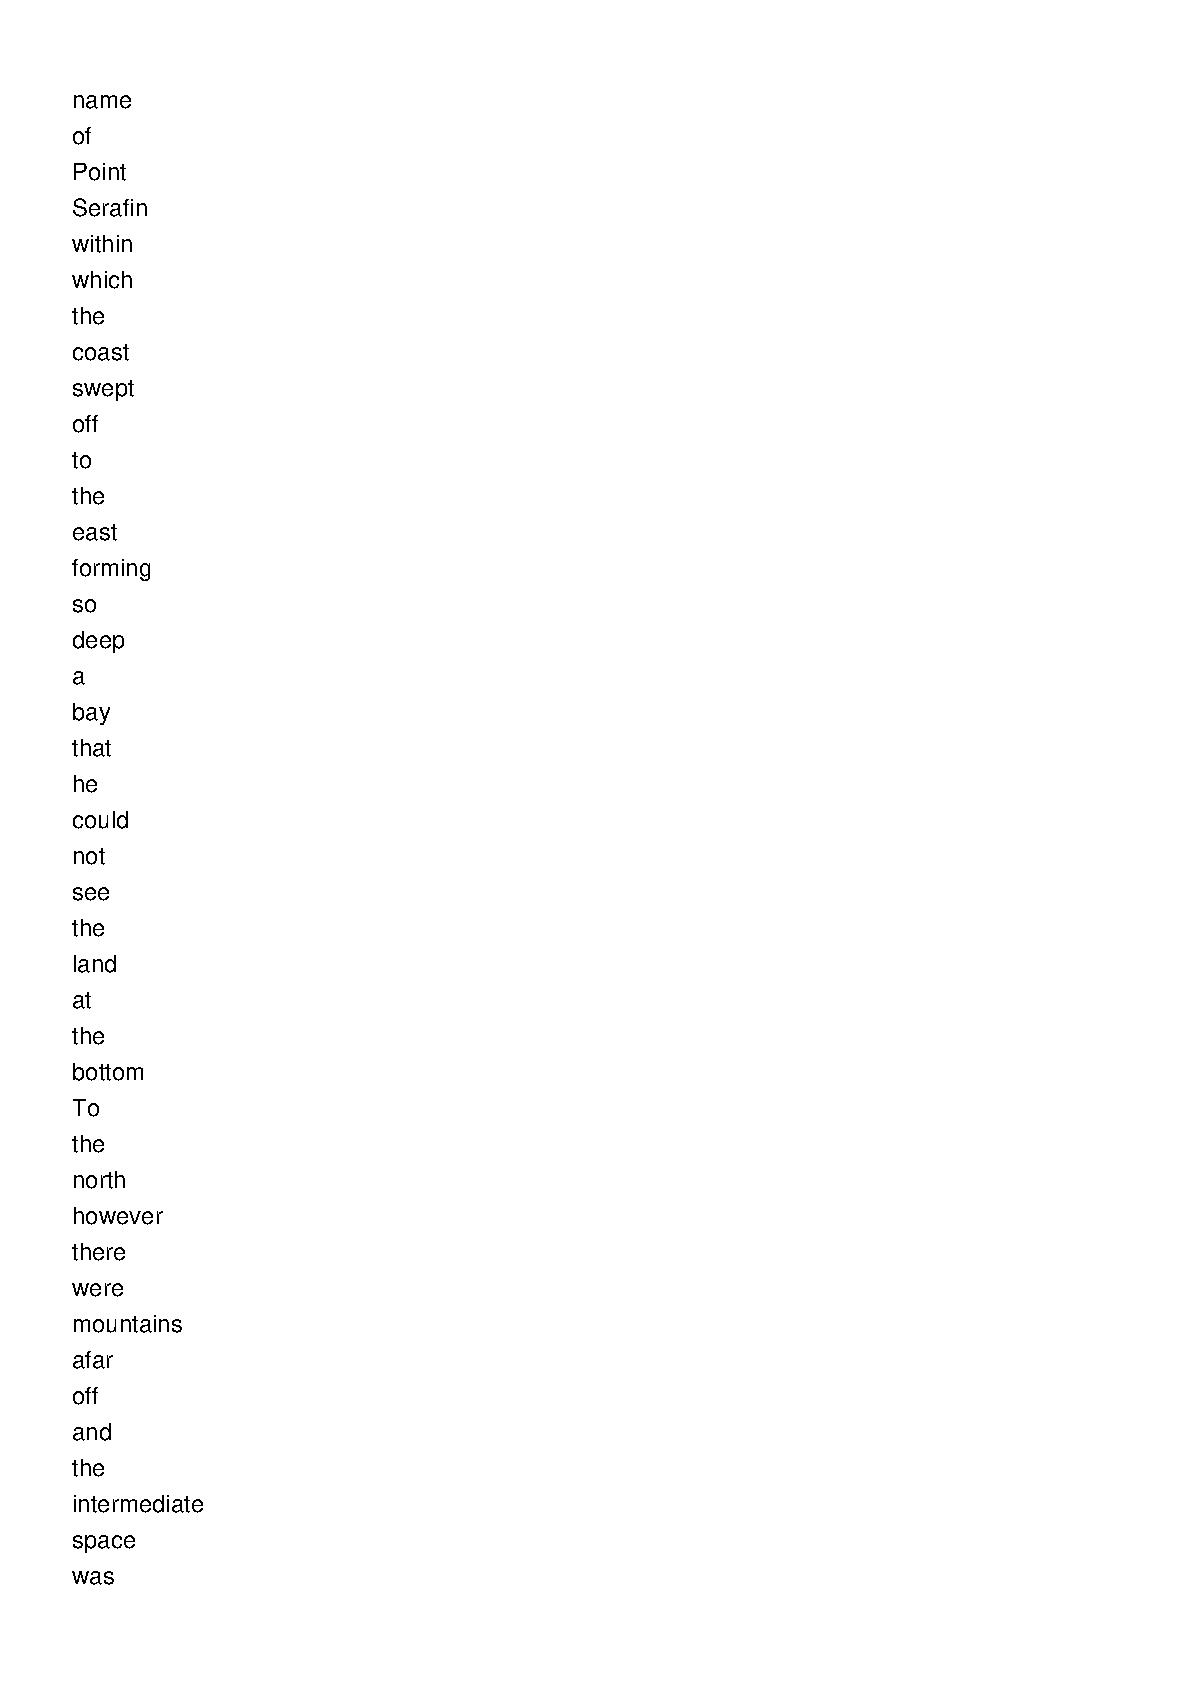 name
of
Point
Serafin
within
which
the
coast
swept
off
to
the
east
forming
so
deep
a
bay
that
he
could
not
see
the
land
at
the
bottom
To
the
north
however
there
were
mountains
afar
off
and
the
intermediate
space
was